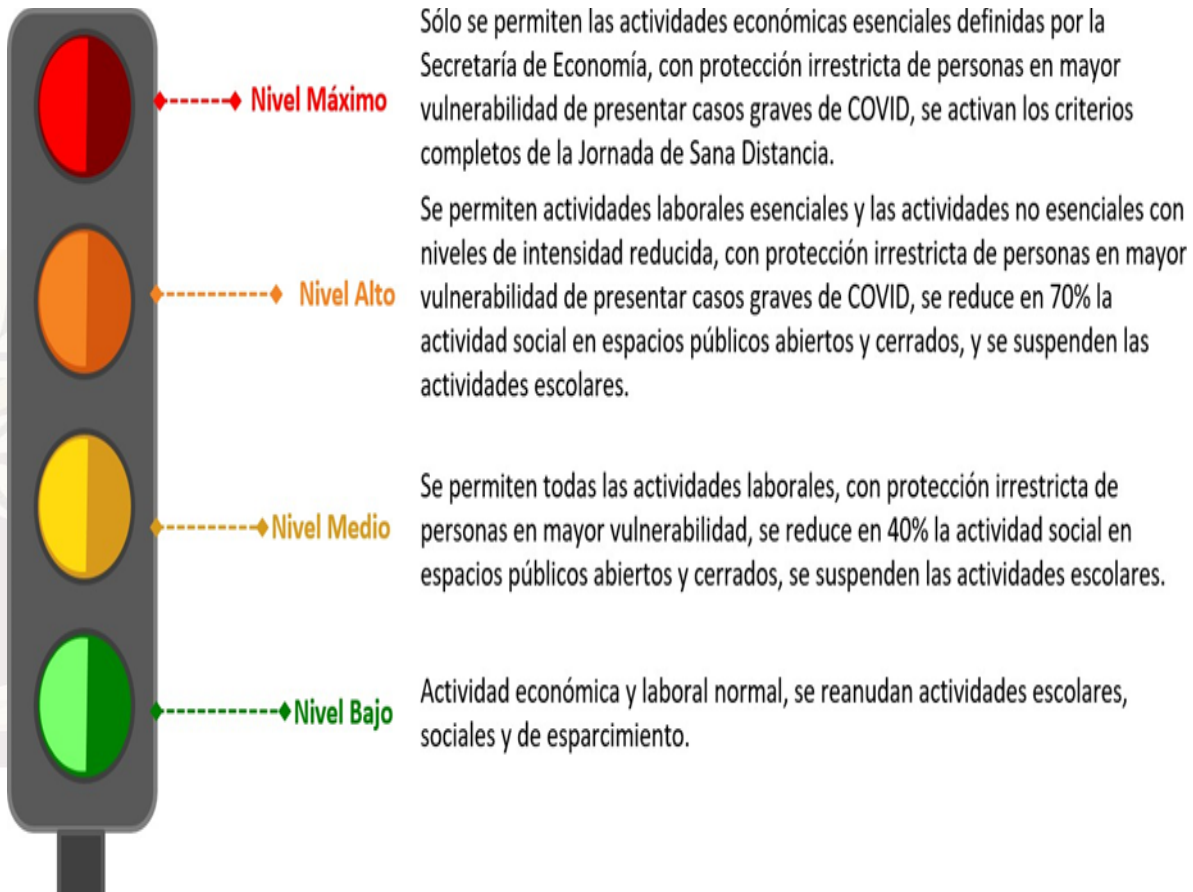 Sólo se permiten las actividades económicas esenciales definidas por la
Secretaría de Economía, con protección irrestricta de personas en mayor
Nivel Máximo
vulnerabilidad de presentar casos graves de COVID, se activan los criterios
completos de la Jornada de Sana Distancia.
Se permiten actividades laborales esenciales y las actividades no esenciales con
niveles de intensidad reducida, con protección irrestricta de personas en mayor
Nivel Alto
vulnerabilidad de presentar casos graves de COVID, se reduce en 70% la
actividad social en espacios públicos abiertos y cerrados, y se suspenden las
actividades escolares.
Se permiten todas las actividades laborales, con protección irrestricta de
Nivel Medio
personas en mayor vulnerabilidad, se reduce en 40% la actividad social en
espacios públicos abiertos y cerrados, se suspenden las actividades escolares.
Nivel Bajo
Actividad económica y laboral normal, se reanudan actividades escolares,
sociales y de esparcimiento.